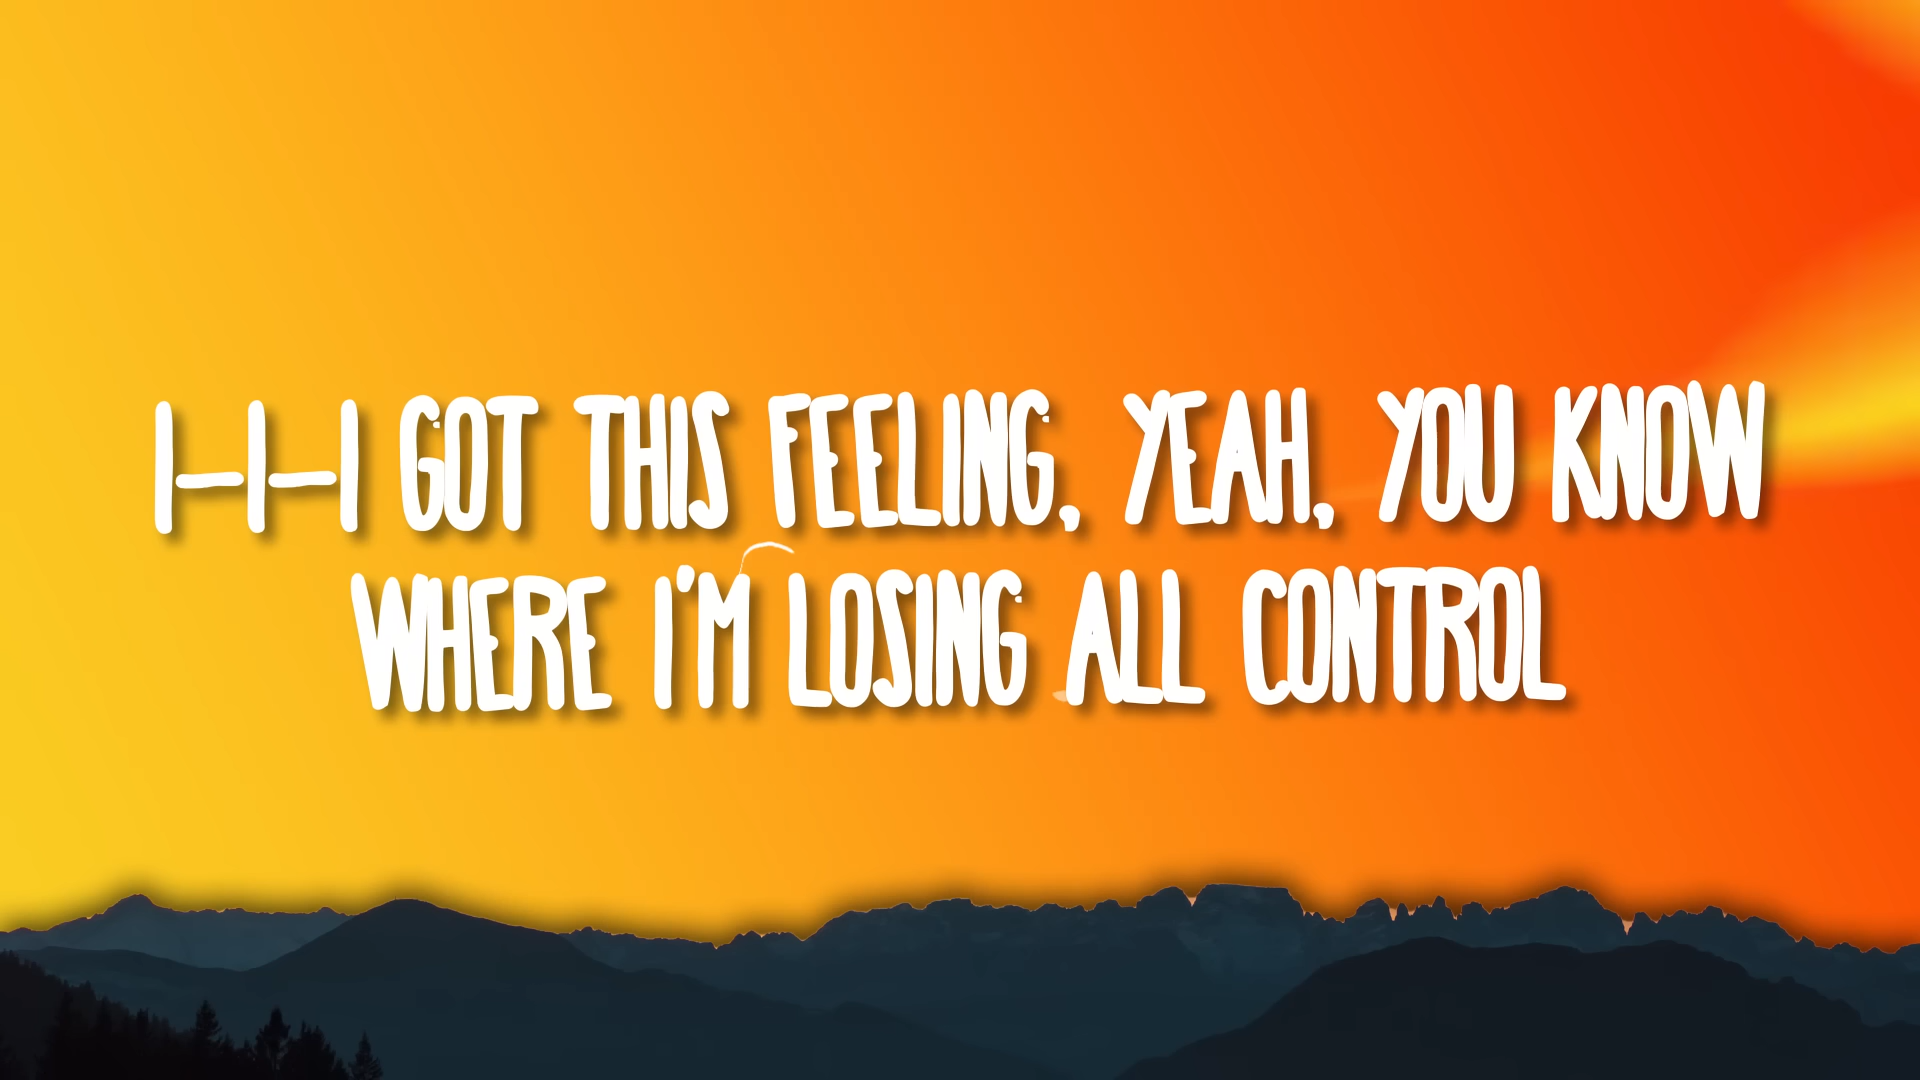 I-I-I GOT THIS FEELING, YEAH, YOU KNOW
WHERE I'M LOSING ALL CONTROL